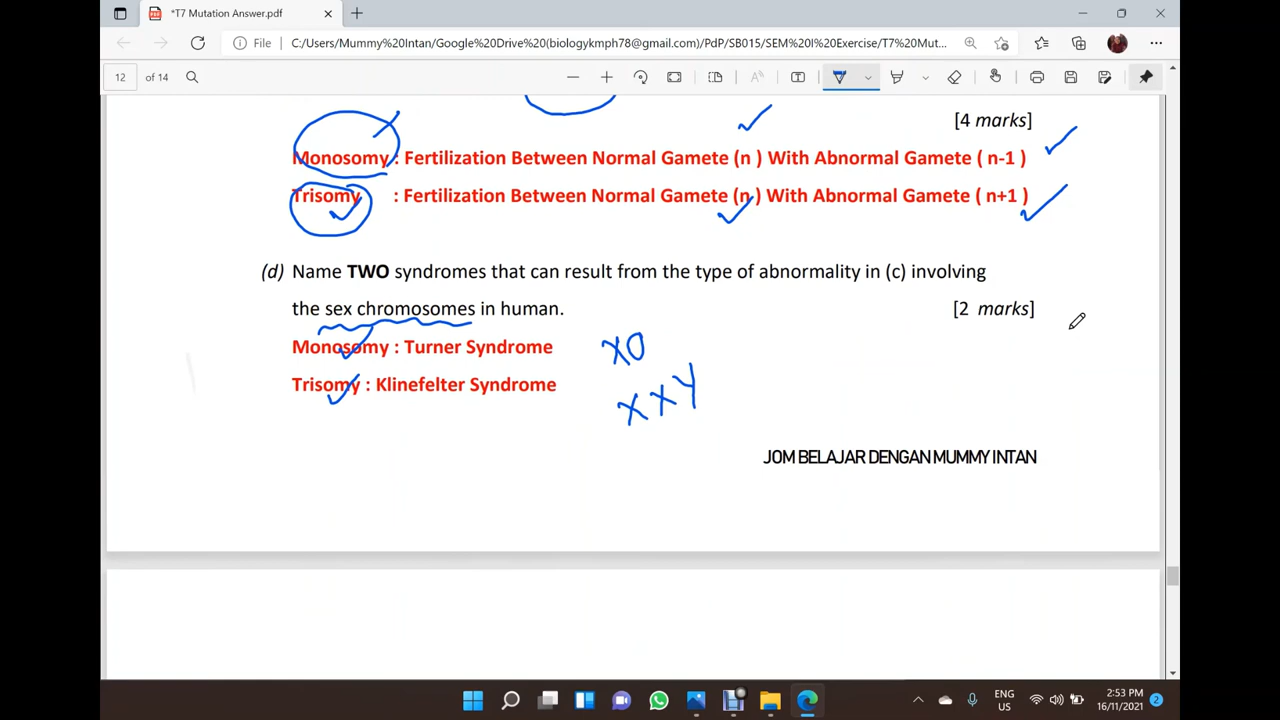 *T7 Mutation Answer.pdf
File
C:/Users/Mummy%20Intan/Google%20Drive%20(biologykmph78@gmail.com)/PdP/SB015/SEM%20I%20Exercise/T7%20Mut...
12 of 14
[4 marks]
Monosomy : Fertilization Between Normal Gamete (n ) With Abnormal Gamete ( n-1 )
Trisomy : Fertilization Between Normal Gamete (n ) With Abnormal Gamete ( n+1 )
(d) Name TWO syndromes that can result from the type of abnormality in (c) involving
the sex chromosomes in human. [2 marks]
Monosomy : Turner Syndrome XO
Trisomy : Klinefelter Syndrome XXY
JOM BELAJAR DENGAN MUMMY INTAN
ENG
US
2:53 PM
16/11/2021
2